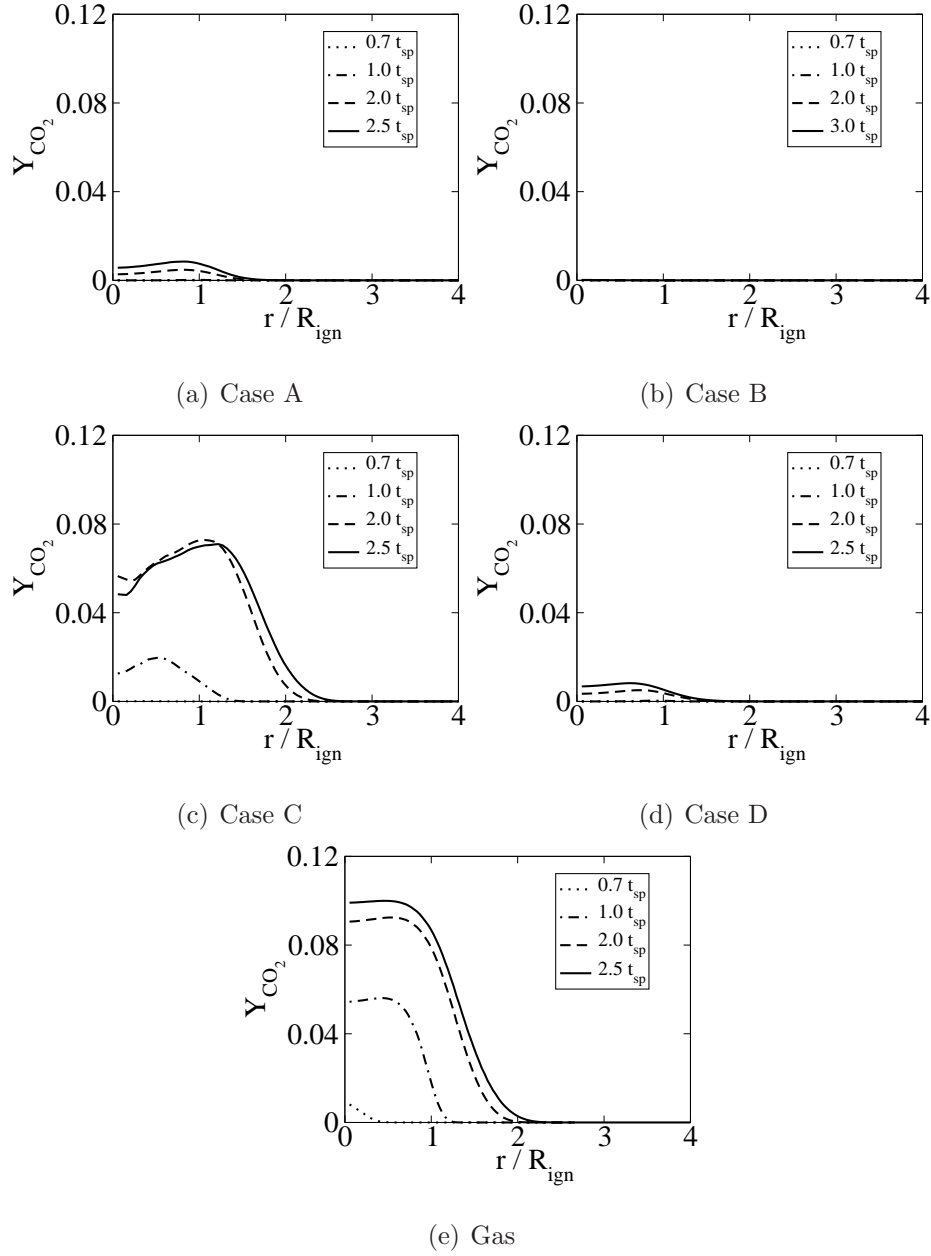 0.12
0.08
0.04
0
Y_CO₂
0.7 t_sp
1.0 t_sp
2.0 t_sp
2.5 t_sp
0 1 2 3 4
r / R_ign
(a) Case A
0.12
0.08
0.04
0
Y_CO₂
0.7 t_sp
1.0 t_sp
2.0 t_sp
3.0 t_sp
0 1 2 3 4
r / R_ign
(b) Case B
0.12
0.08
0.04
0
Y_CO₂
0.7 t_sp
1.0 t_sp
2.0 t_sp
2.5 t_sp
0 1 2 3 4
r / R_ign
(c) Case C
0.12
0.08
0.04
0
Y_CO₂
0.7 t_sp
1.0 t_sp
2.0 t_sp
2.5 t_sp
0 1 2 3 4
r / R_ign
(d) Case D
0.12
0.08
0.04
0
Y_CO₂
0.7 t_sp
1.0 t_sp
2.0 t_sp
2.5 t_sp
0 1 2 3 4
r / R_ign
(e) Gas